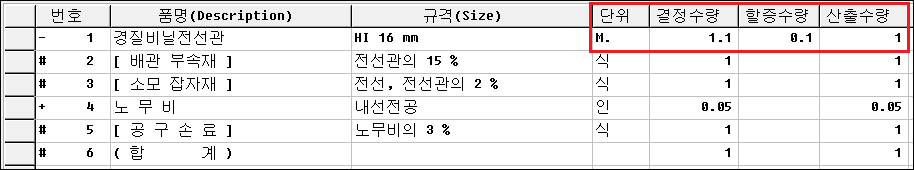 번호 품명(Description) 규격(Size) 단위 결정수량 할증수량 산출수량
- 1 경질비닐전선관 HI 16 mm M. 1.1 0.1 1
# 2 [ 배관 부속재 ] 전선관의 15 % 식 1 1
# 3 [ 소모 잡자재 ] 전선, 전선관의 2 % 식 1 1
+ 4 노 무 비 내선전공 인 0.05 0.05
# 5 [ 공 구 손 료 ] 노무비의 3 % 식 1 1
# 6 ( 합 계 ) 1 1